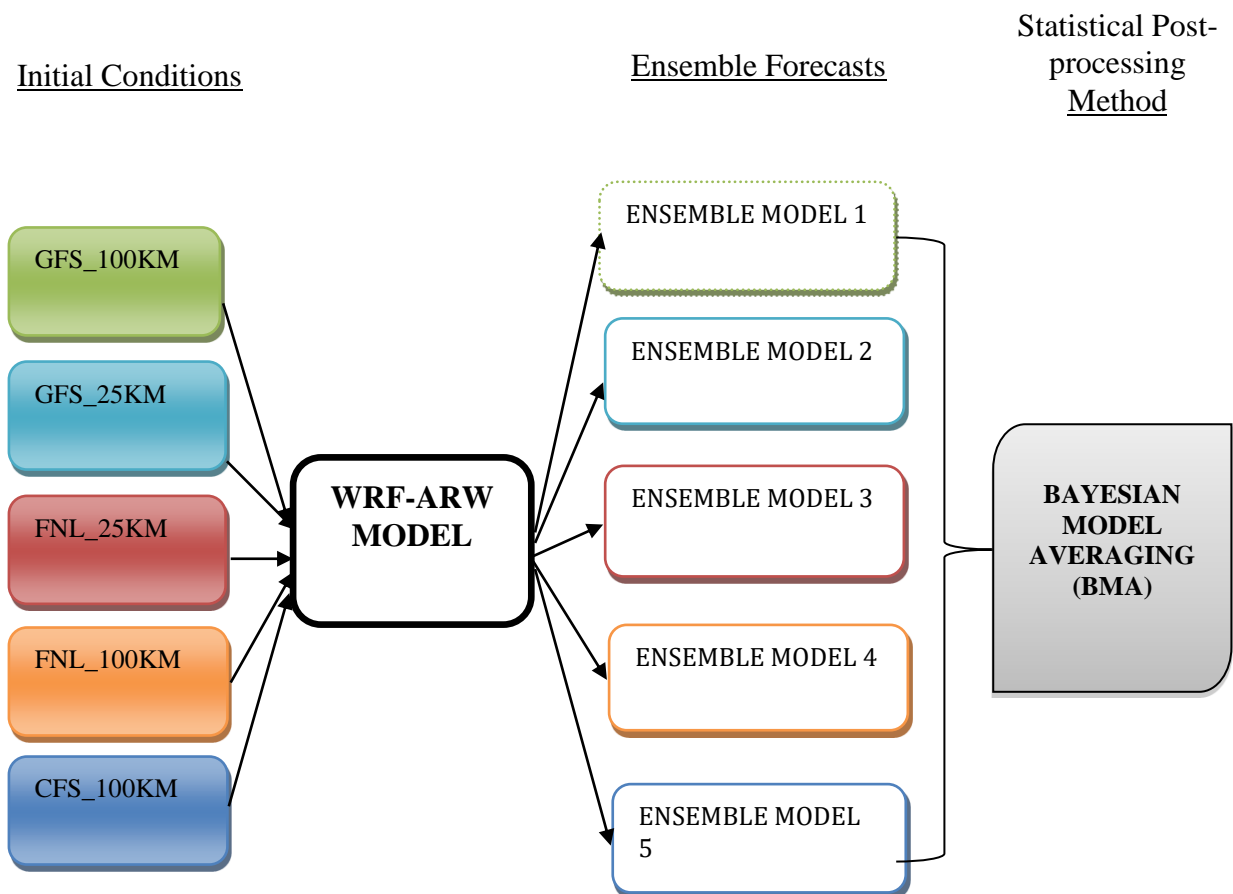 Initial Conditions
Ensemble Forecasts
Statistical Post-
processing
Method
GFS_100KM
GFS_25KM
FNL_25KM
FNL_100KM
CFS_100KM
WRF-ARW
MODEL
ENSEMBLE MODEL 1
ENSEMBLE MODEL 2
ENSEMBLE MODEL 3
ENSEMBLE MODEL 4
ENSEMBLE MODEL
5
BAYESIAN
MODEL
AVERAGING
(BMA)